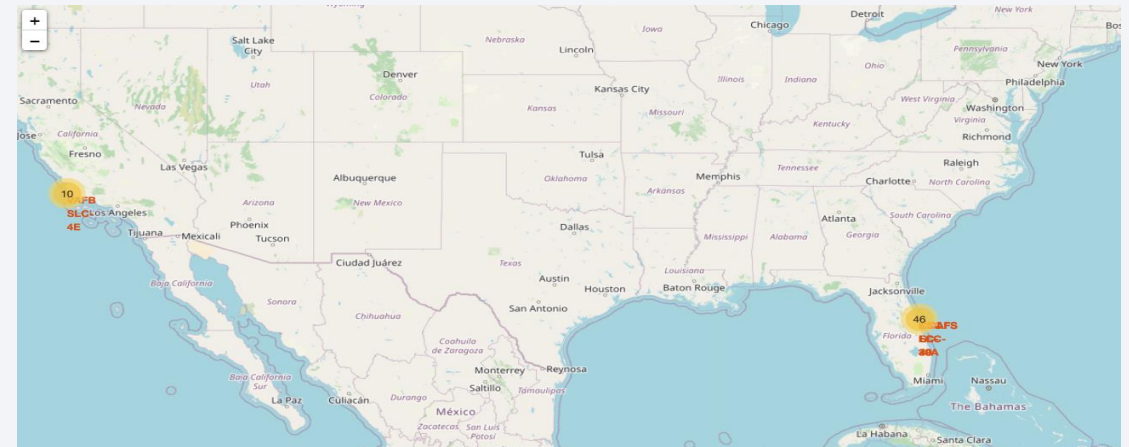 +
−
Wyoming
New York
Detroit
Chicago
Iowa
Nebraska
Salt Lake
City
Lincoln
Pennsylvania
New York
Utah
Denver
Illinois
Indiana
Ohio
Philadelphia
Colorado
Kansas City
Sacramento
Nevada
Kansas
Missouri
West Virginia
Washington
Kentucky
Virginia
Jose
California
Richmond
Fresno
Tulsa
Raleigh
Las Vegas
Albuquerque
Oklahoma
Memphis
Tennessee
Charlotte
North Carolina
10
Arkansas
SLC-
4E
Los Angeles
Arizona
New Mexico
Phoenix
Tucson
Tijuana
Mexicali
Dallas
Mississippi
Alabama
Atlanta
Georgia
South Carolina
Ciudad Juárez
Texas
Louisiana
Baja California
Austin
Houston
Baton Rouge
Jacksonville
Sonora
San Antonio
Chihuahua
46
Florida
Coahuila
de Zaragoza
Monterrey
Reynosa
Baja California
Sur
Saltillo
Tamaulipas
Miami
Nassau
La Paz
Culiacán
Durango
México
The Bahamas
Zacatecas
San Luis
Potosí
La Habana
Santa Clara